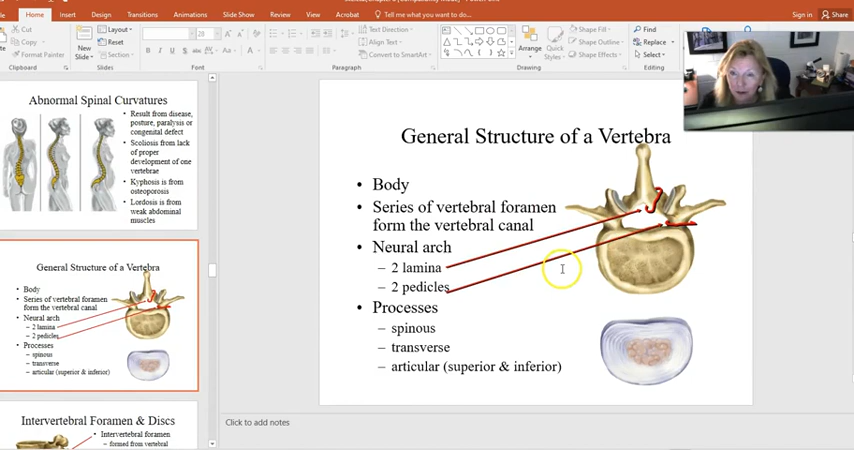 Home Insert Design Transitions Animations Slide Show Review View Acrobat Tell me what you want to do...
Sign in Share
Cut
Copy
Format Painter
Clipboard
New
Slide
Layout
Reset
Section
Slides
28
Font
Text Direction
Align Text
Convert to SmartArt
Paragraph
Arrange
Quick
Styles
Shape Fill
Shape Outline
Shape Effects
Drawing
Find
Replace
Select
Editing
Abnormal Spinal Curvatures
• Result from disease,
posture, paralysis or
congenital defect
• Scoliosis from lack
of proper
development of one
vertebrae
• Kyphosis is from
osteoporosis
• Lordosis is from
weak abdominal
muscles
General Structure of a Vertebra
• Body
• Series of vertebral foramen
form the vertebral canal
• Neural arch
– 2 lamina
– 2 pedicles
• Processes
– spinous
– transverse
– articular (superior & inferior)
Intervertebral Foramen & Discs
• Intervertebral foramen
– formed from vertebral
General Structure of a Vertebra
• Body
• Series of vertebral foramen
form the vertebral canal
• Neural arch
– 2 lamina
– 2 pedicles
• Processes
– spinous
– transverse
– articular (superior & inferior)
Click to add notes